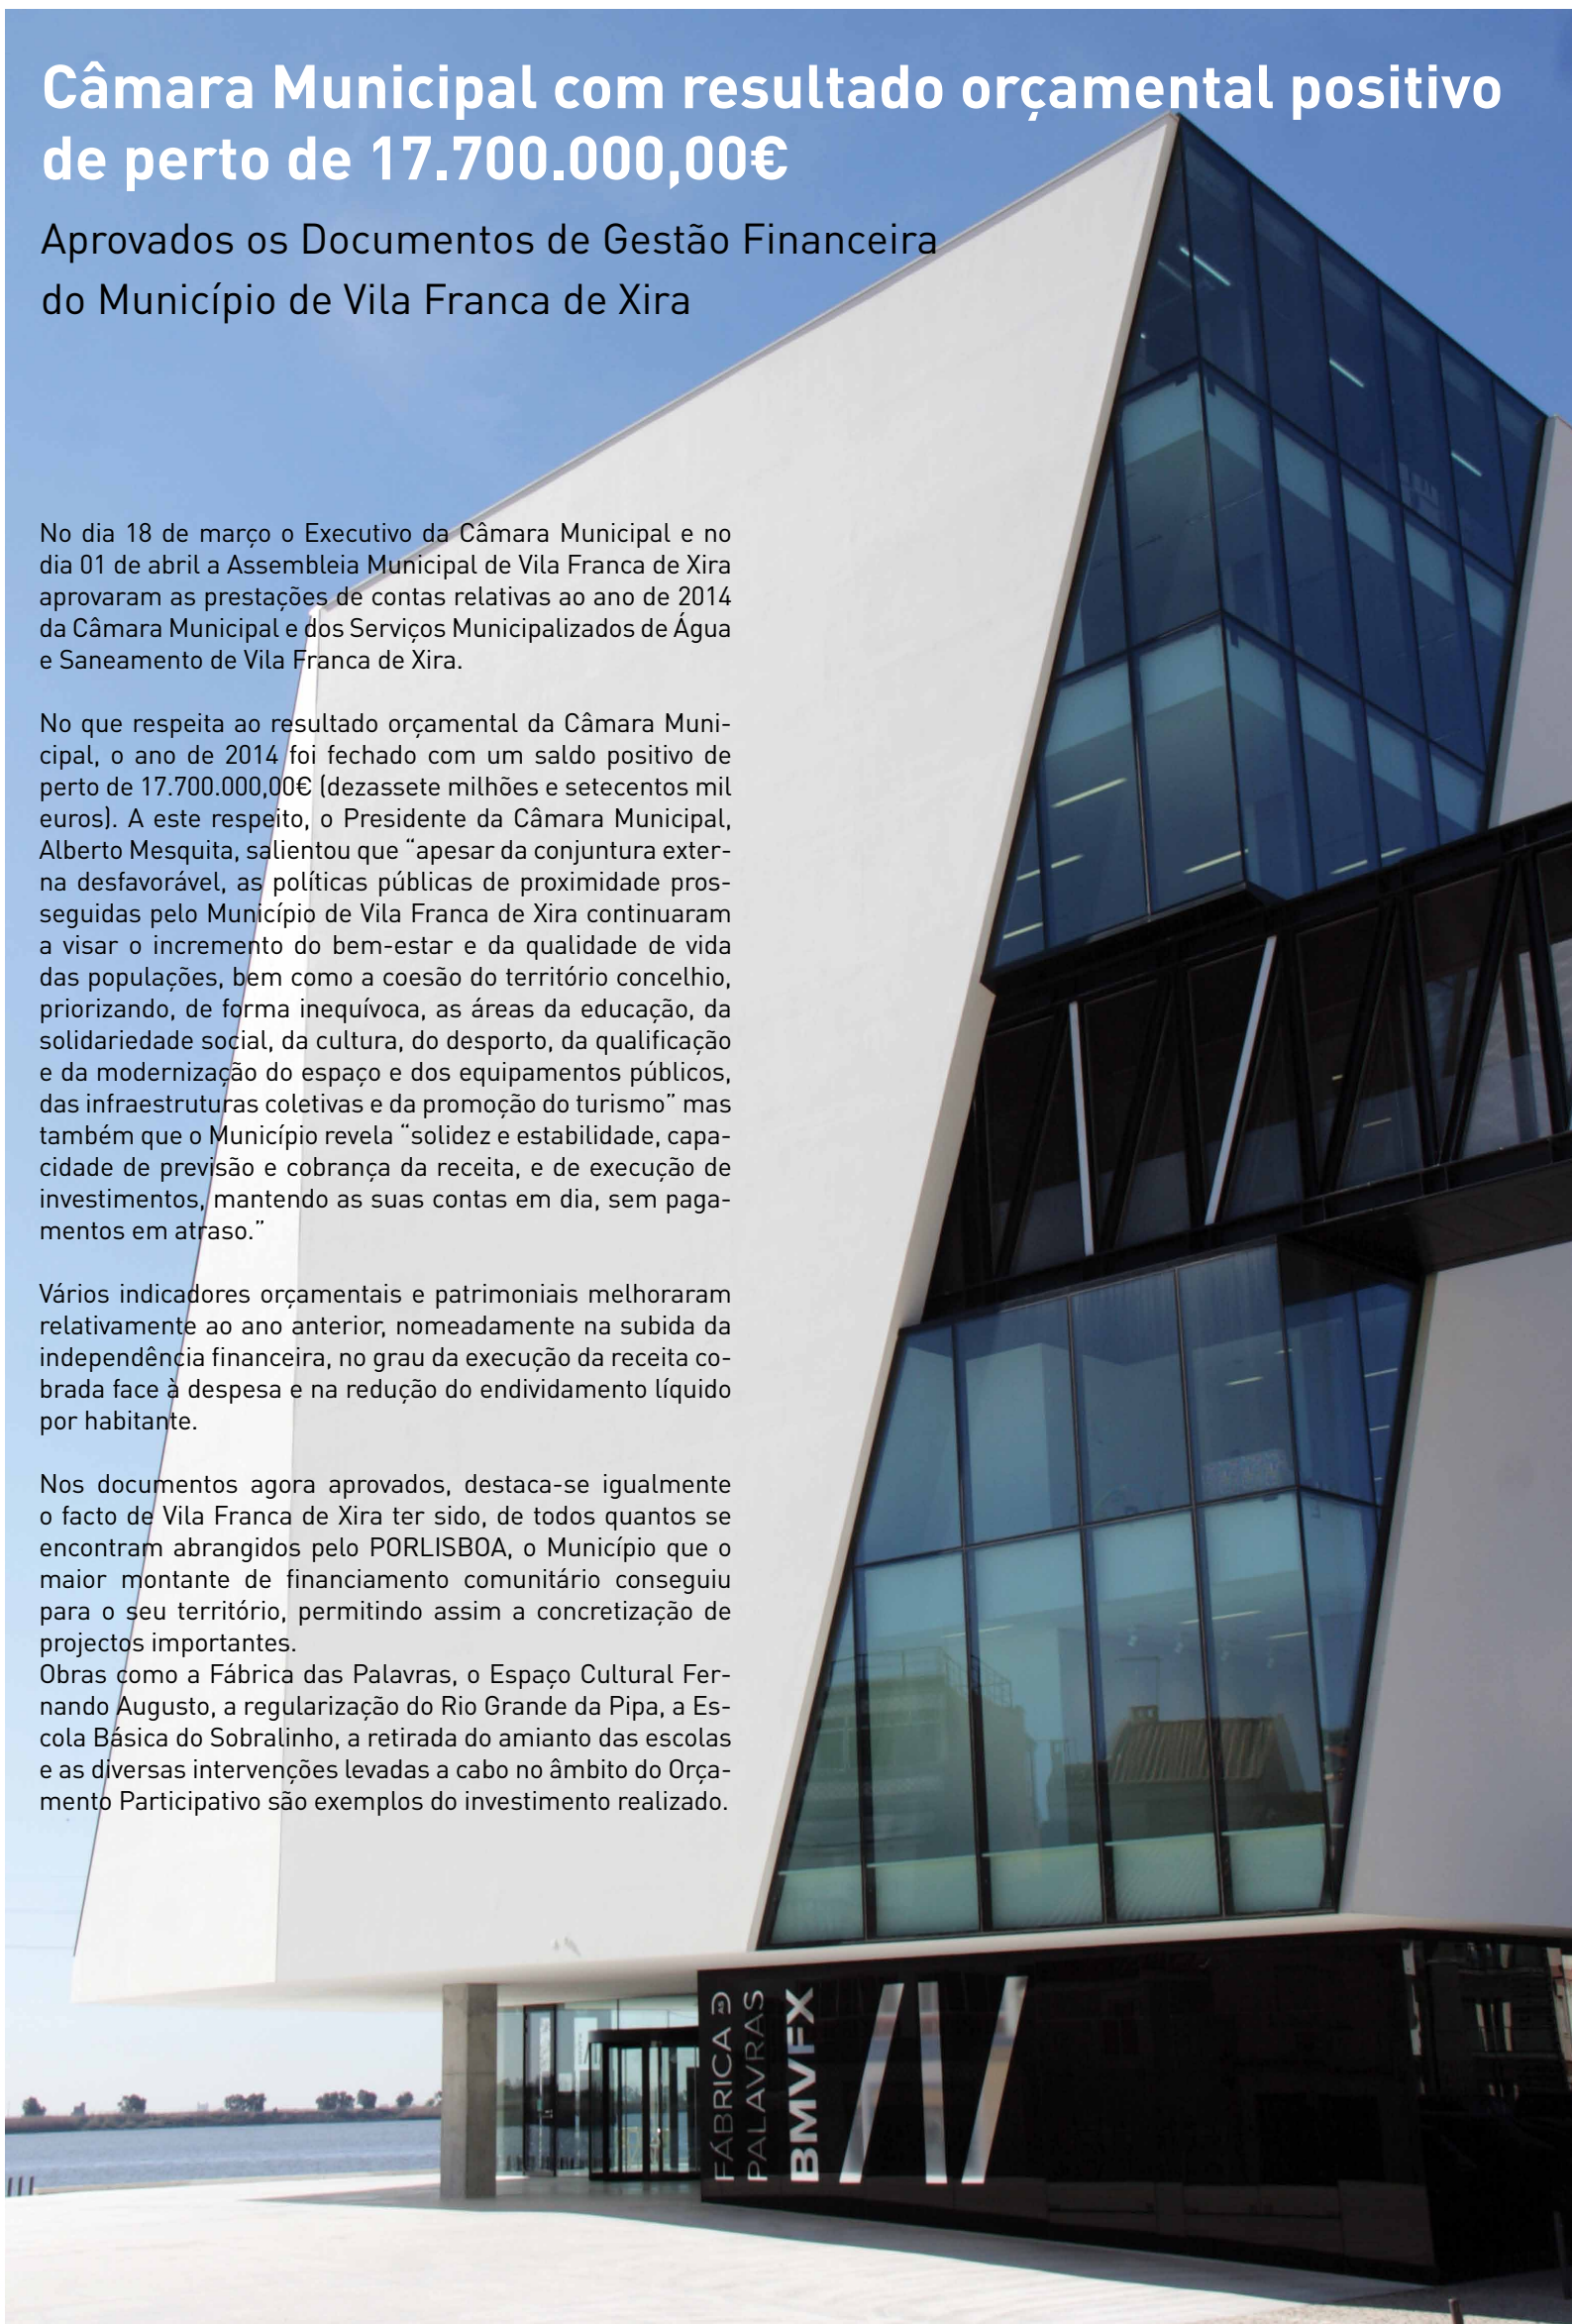 Câmara Municipal com resultado orçamental positivo
de perto de 17.700.000,00€
Aprovados os Documentos de Gestão Financeira
do Município de Vila Franca de Xira
No dia 18 de março o Executivo da Câmara Municipal e no
dia 01 de abril a Assembleia Municipal de Vila Franca de Xira
aprovaram as prestações de contas relativas ao ano de 2014
da Câmara Municipal e dos Serviços Municipalizados de Água
e Saneamento de Vila Franca de Xira.
No que respeita ao resultado orçamental da Câmara Muni-
cipal, o ano de 2014 foi fechado com um saldo positivo de
perto de 17.700.000,00€ (dezassete milhões e setecentos mil
euros). A este respeito, o Presidente da Câmara Municipal,
Alberto Mesquita, salientou que “apesar da conjuntura exter-
na desfavorável, as políticas públicas de proximidade pros-
seguidas pelo Município de Vila Franca de Xira continuaram
a visar o incremento do bem-estar e da qualidade de vida
das populações, bem como a coesão do território concelhio,
priorizando, de forma inequívoca, as áreas da educação, da
solidariedade social, da cultura, do desporto, da qualificação
e da modernização do espaço e dos equipamentos públicos,
das infraestruturas coletivas e da promoção do turismo” mas
também que o Município revela “solidez e estabilidade, capa-
cidade de previsão e cobrança da receita, e de execução de
investimentos, mantendo as suas contas em dia, sem paga-
mentos em atraso.”
Vários indicadores orçamentais e patrimoniais melhoraram
relativamente ao ano anterior, nomeadamente na subida da
independência financeira, no grau da execução da receita co-
brada face à despesa e na redução do endividamento líquido
por habitante.
Nos documentos agora aprovados, destaca-se igualmente
o facto de Vila Franca de Xira ter sido, de todos quantos se
encontram abrangidos pelo PORLISBOA, o Município que o
maior montante de financiamento comunitário conseguiu
para o seu território, permitindo assim a concretização de
projectos importantes.
Obras como a Fábrica das Palavras, o Espaço Cultural Fer-
nando Augusto, a regularização do Rio Grande da Pipa, a Es-
cola Básica do Sobralinho, a retirada do amianto das escolas
e as diversas intervenções levadas a cabo no âmbito do Orça-
mento Participativo são exemplos do investimento realizado.
FÁBRICA DAS
PALAVRAS
BMVFX